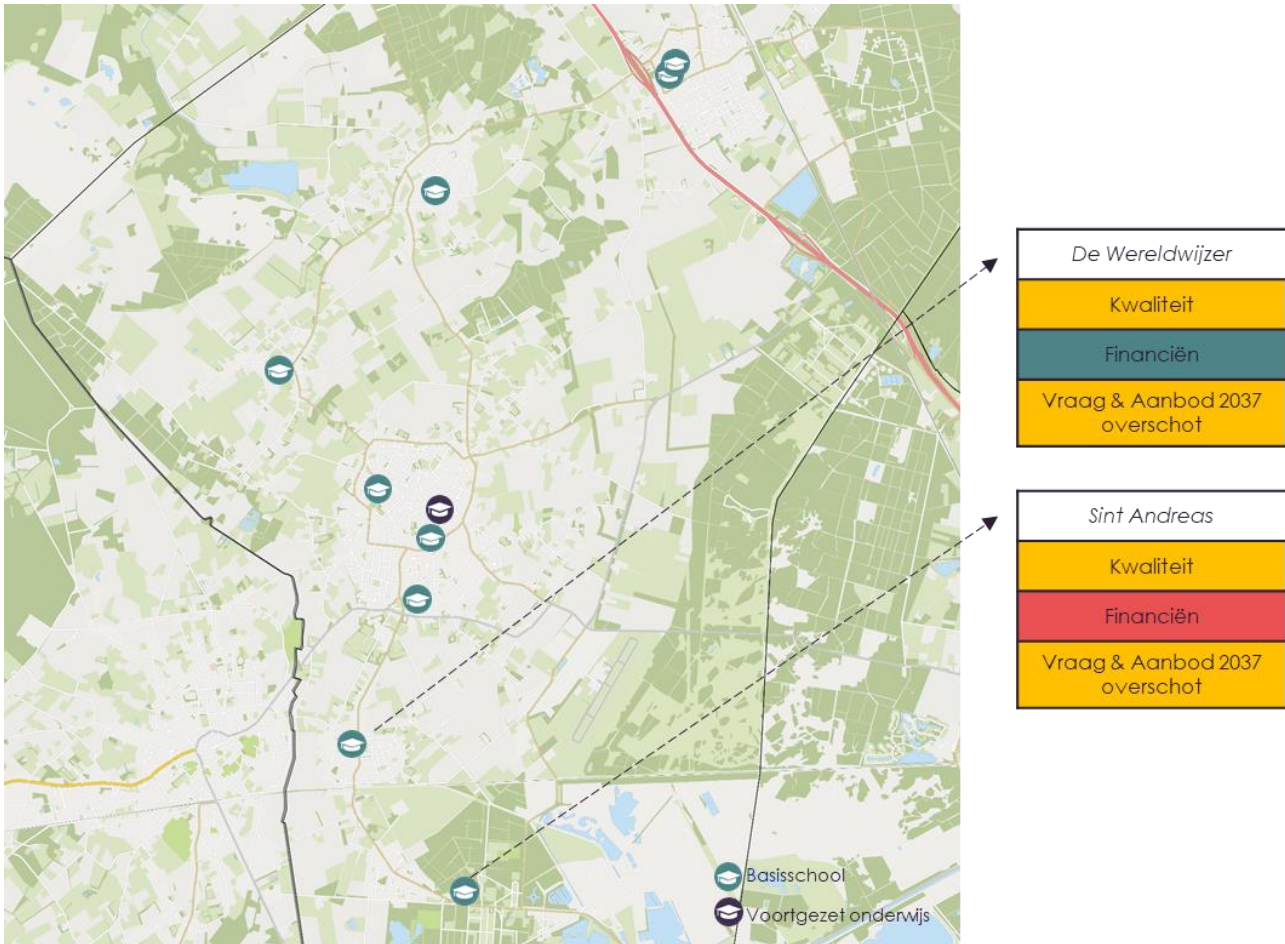 De Wereldwijzer
Kwaliteit
Financiën
Vraag & Aanbod 2037
overschot
Sint Andreas
Kwaliteit
Financiën
Vraag & Aanbod 2037
overschot
Basisschool
Voortgezet onderwijs